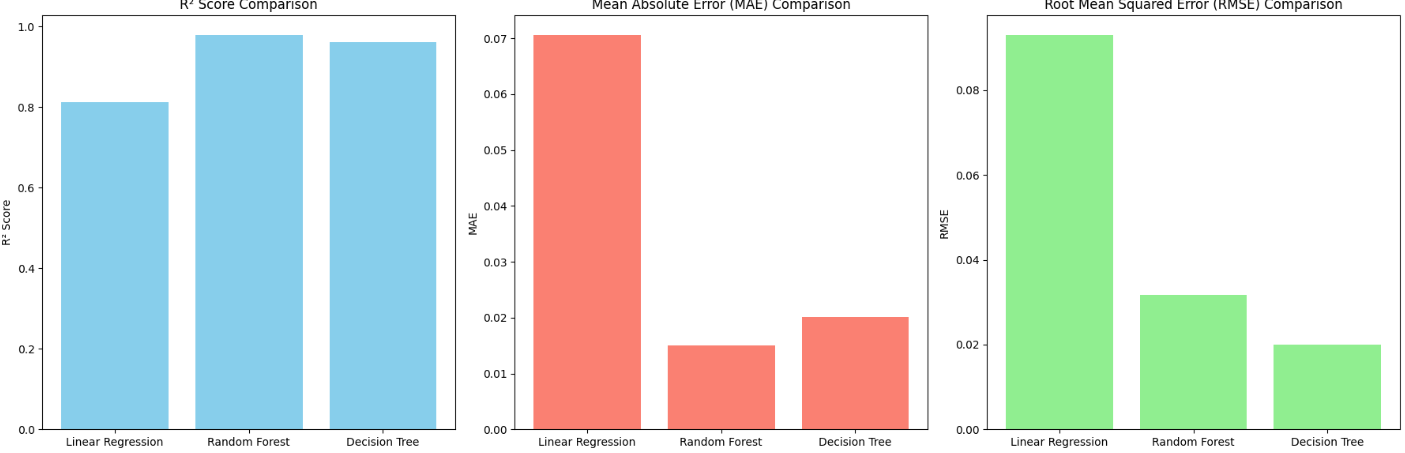 R² Score Comparison
R² Score
1.0
0.8
0.6
0.4
0.2
0.0
Linear Regression
Random Forest
Decision Tree
Mean Absolute Error (MAE) Comparison
MAE
0.07
0.06
0.05
0.04
0.03
0.02
0.01
0.00
Linear Regression
Random Forest
Decision Tree
Root Mean Squared Error (RMSE) Comparison
RMSE
0.08
0.06
0.04
0.02
0.00
Linear Regression
Random Forest
Decision Tree